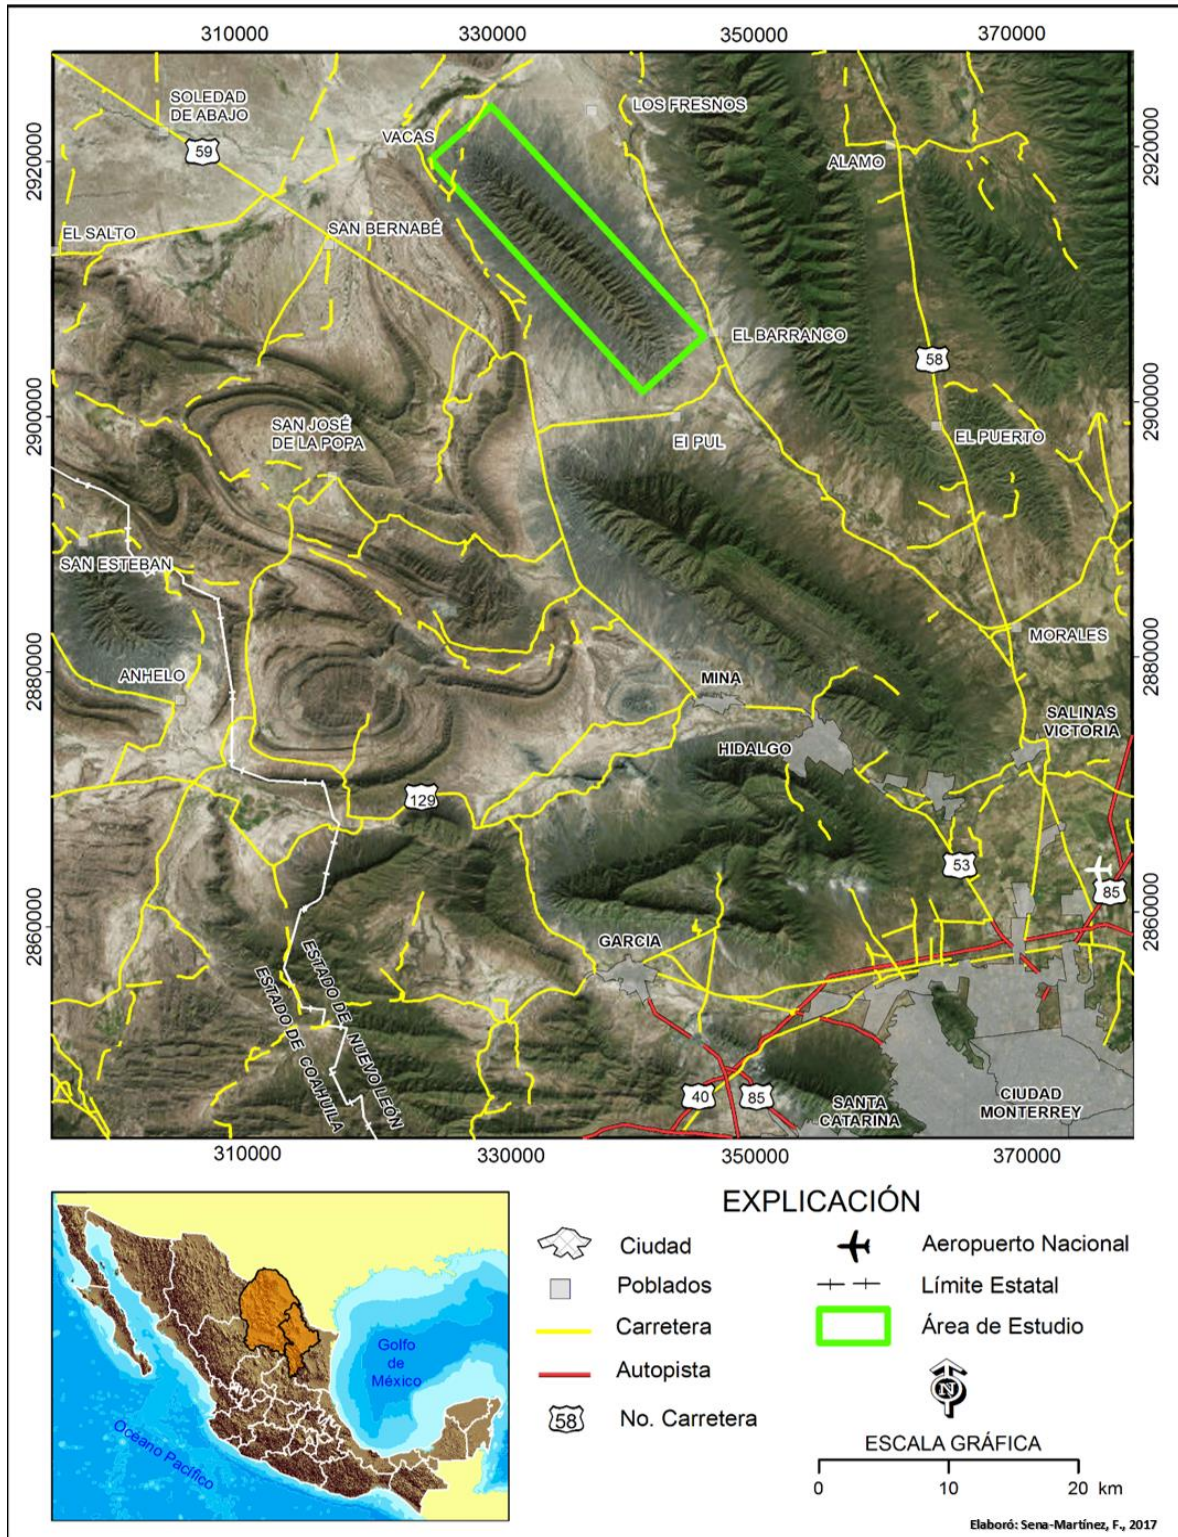 310000
330000
350000
370000
2920000
2900000
2880000
2860000
2920000
2900000
2880000
2860000
SOLEDAD
DE ABAJO
59
VACAS
LOS FRESNOS
ALAMO
EL SALTO
SAN BERNABÉ
EL BARRANCO
58
SAN JOSÉ
DE LA POPA
El PUL
EL PUERTO
SAN ESTEBAN
MORALES
ANHELO
MINA
SALINAS
VICTORIA
HIDALGO
129
53
85
GARCIA
ESTADO DE NUEVO LEÓN
ESTADO DE COAHUILA
40
85
SANTA
CATARINA
CIUDAD
MONTERREY
310000
330000
350000
370000
Golfo
de
México
Océano Pacífico
EXPLICACIÓN
Ciudad
Poblados
Carretera
Autopista
58
No. Carretera
Aeropuerto Nacional
Límite Estatal
Área de Estudio
N
ESCALA GRÁFICA
0 10 20 km
Elaboró: Sena-Martínez, F., 2017